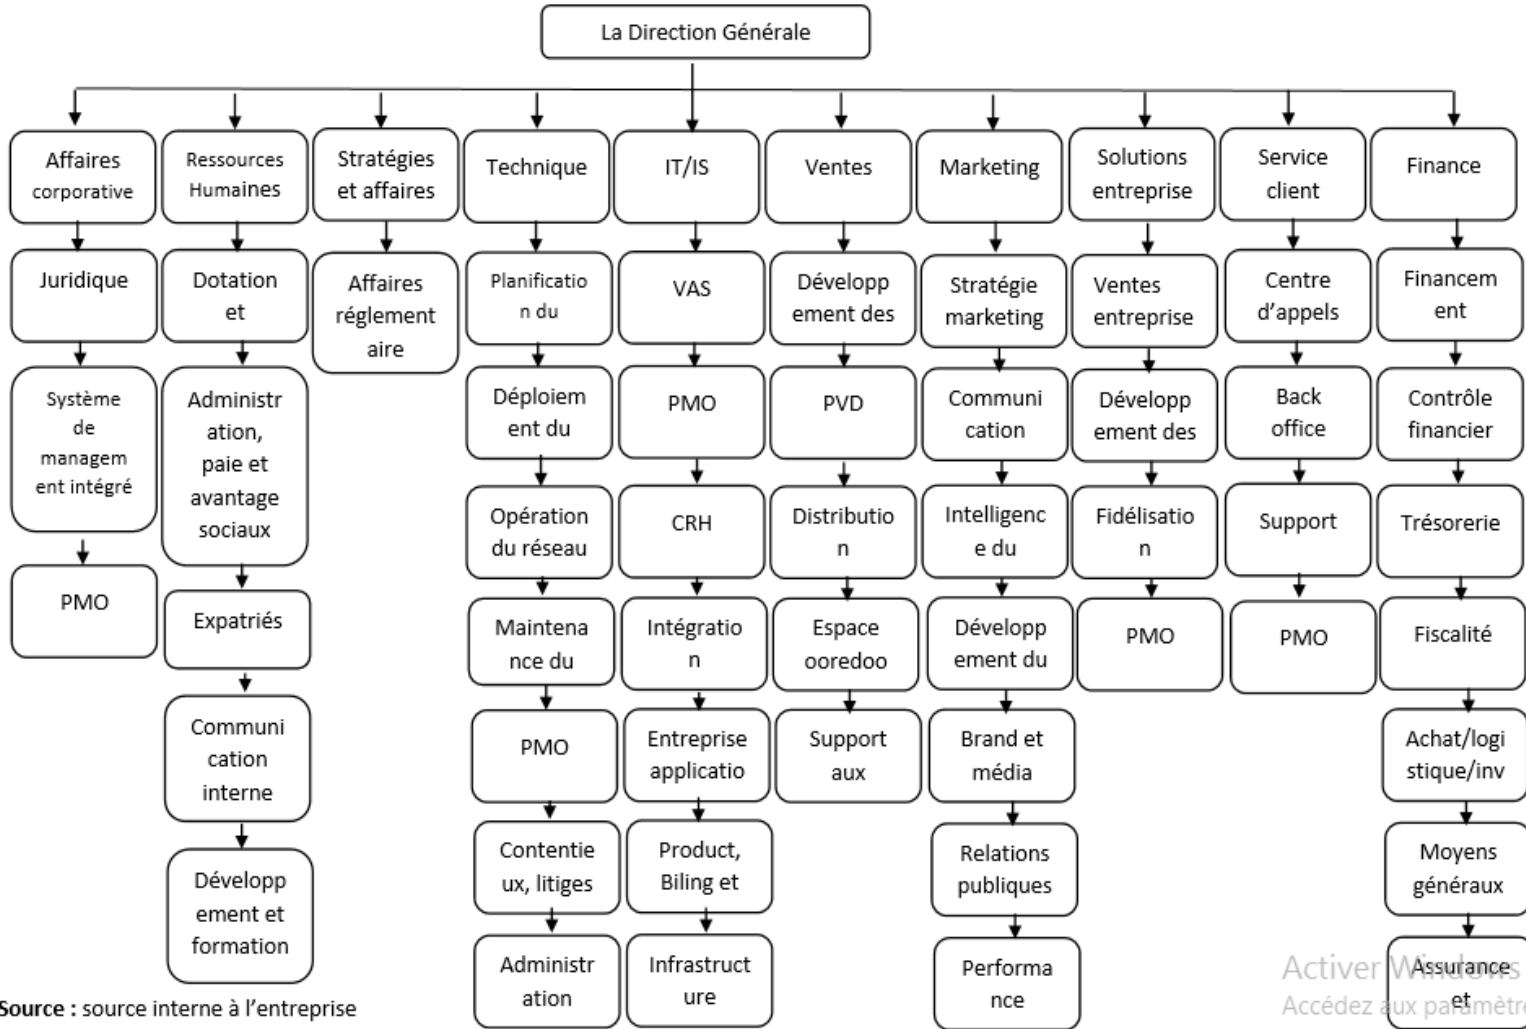 La Direction Générale
Affaires
corporative
Ressources
Humaines
Stratégies
et affaires
Technique
IT/IS
Ventes
Marketing
Solutions
entreprise
Service
client
Finance
Juridique
Dotation
et
Affaires
réglement
aire
Planificatio
n du
VAS
Développ
ement des
Stratégie
marketing
Ventes
entreprise
Centre
d’appels
Financem
ent
Système
de
managem
ent intégré
Administr
ation,
paie et
avantage
sociaux
Déploiem
ent du
PMO
PVD
Communi
cation
Développ
ement des
Back
office
Contrôle
financier
Opération
du réseau
CRH
Distributio
n
Intelligenc
e du
Fidélisatio
n
Support
Trésorerie
PMO
Expatriés
Maintena
nce du
Intégratio
n
Espace
ooredoo
Développ
ement du
PMO
PMO
Fiscalité
Communi
cation
interne
PMO
Entreprise
applicatio
Support
aux
Brand et
média
Achat/logi
stique/inv
Développ
ement et
formation
Contentie
ux, litiges
Product,
Biling et
Relations
publiques
Moyens
généraux
Administr
ation
Infrastruct
ure
Performa
nce
Assurance
et
Activer Windows
Accédez aux paramètre
Source : source interne à l’entreprise